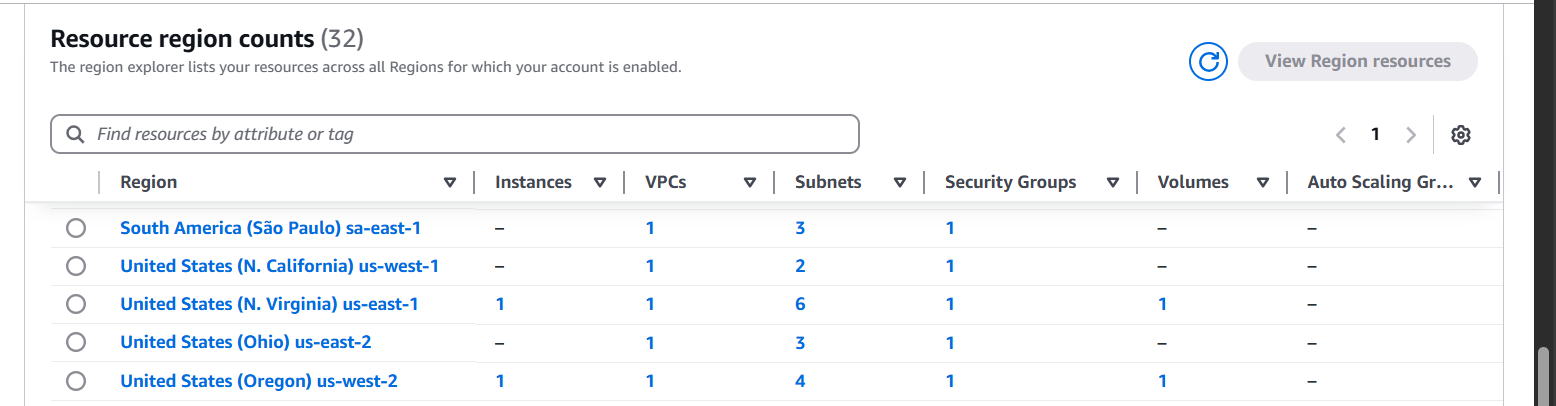 Resource region counts (32)
The region explorer lists your resources across all Regions for which your account is enabled.
View Region resources
Find resources by attribute or tag
1
Region Instances VPCs Subnets Security Groups Volumes Auto Scaling Gr...
South America (São Paulo) sa-east-1 – 1 3 1 – –
United States (N. California) us-west-1 – 1 2 1 – –
United States (N. Virginia) us-east-1 1 1 6 1 1 –
United States (Ohio) us-east-2 – 1 3 1 – –
United States (Oregon) us-west-2 1 1 4 1 1 –